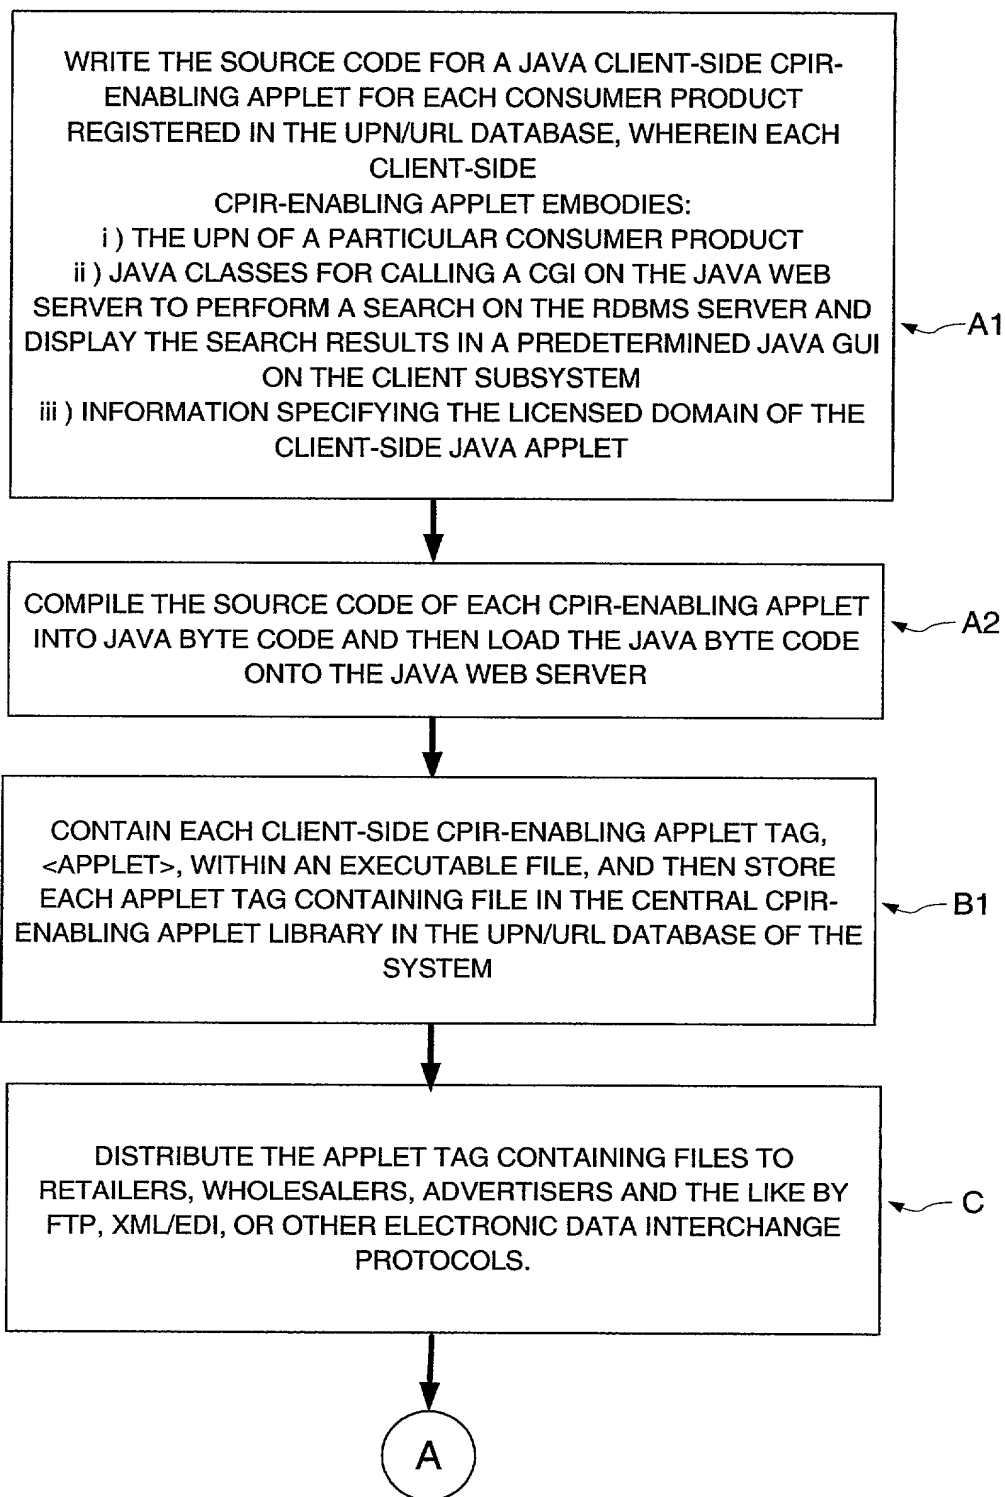 WRITE THE SOURCE CODE FOR A JAVA CLIENT-SIDE CPIR-
ENABLING APPLET FOR EACH CONSUMER PRODUCT
REGISTERED IN THE UPN/URL DATABASE, WHEREIN EACH
CLIENT-SIDE
CPIR-ENABLING APPLET EMBODIES:
i ) THE UPN OF A PARTICULAR CONSUMER PRODUCT
ii ) JAVA CLASSES FOR CALLING A CGI ON THE JAVA WEB
SERVER TO PERFORM A SEARCH ON THE RDBMS SERVER AND
DISPLAY THE SEARCH RESULTS IN A PREDETERMINED JAVA GUI
ON THE CLIENT SUBSYSTEM
iii ) INFORMATION SPECIFYING THE LICENSED DOMAIN OF THE
CLIENT-SIDE JAVA APPLET
A1
COMPILE THE SOURCE CODE OF EACH CPIR-ENABLING APPLET
INTO JAVA BYTE CODE AND THEN LOAD THE JAVA BYTE CODE
ONTO THE JAVA WEB SERVER
A2
CONTAIN EACH CLIENT-SIDE CPIR-ENABLING APPLET TAG,
<APPLET>, WITHIN AN EXECUTABLE FILE, AND THEN STORE
EACH APPLET TAG CONTAINING FILE IN THE CENTRAL CPIR-
ENABLING APPLET LIBRARY IN THE UPN/URL DATABASE OF THE
SYSTEM
B1
DISTRIBUTE THE APPLET TAG CONTAINING FILES TO
RETAILERS, WHOLESALERS, ADVERTISERS AND THE LIKE BY
FTP, XML/EDI, OR OTHER ELECTRONIC DATA INTERCHANGE
PROTOCOLS.
C
A